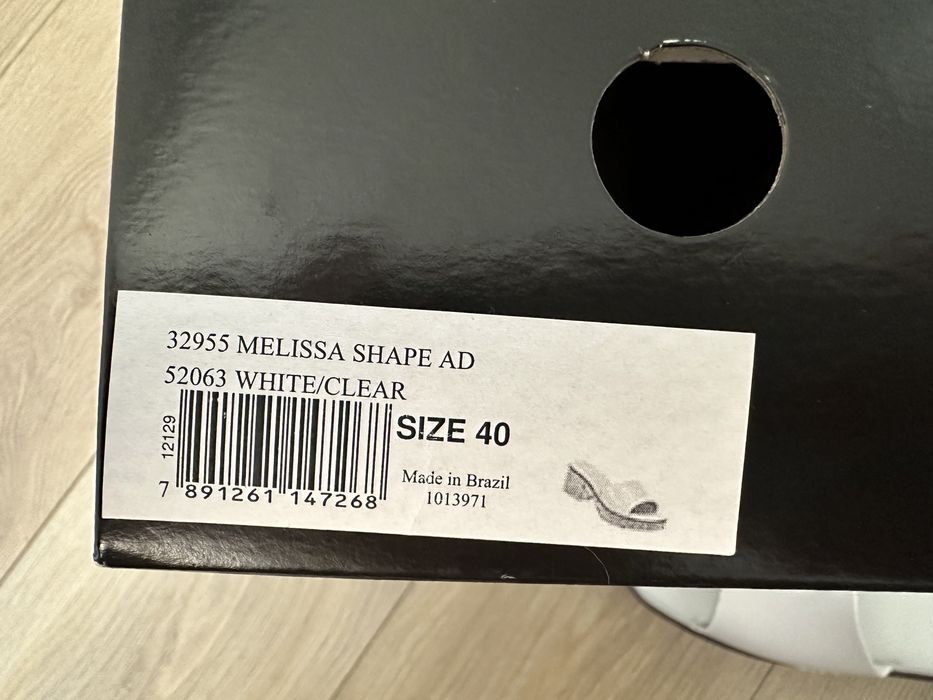 32955 MELISSA SHAPE AD
52063 WHITE/CLEAR
12129
SIZE 40
Made in Brazil
1013971
7 891261 147268